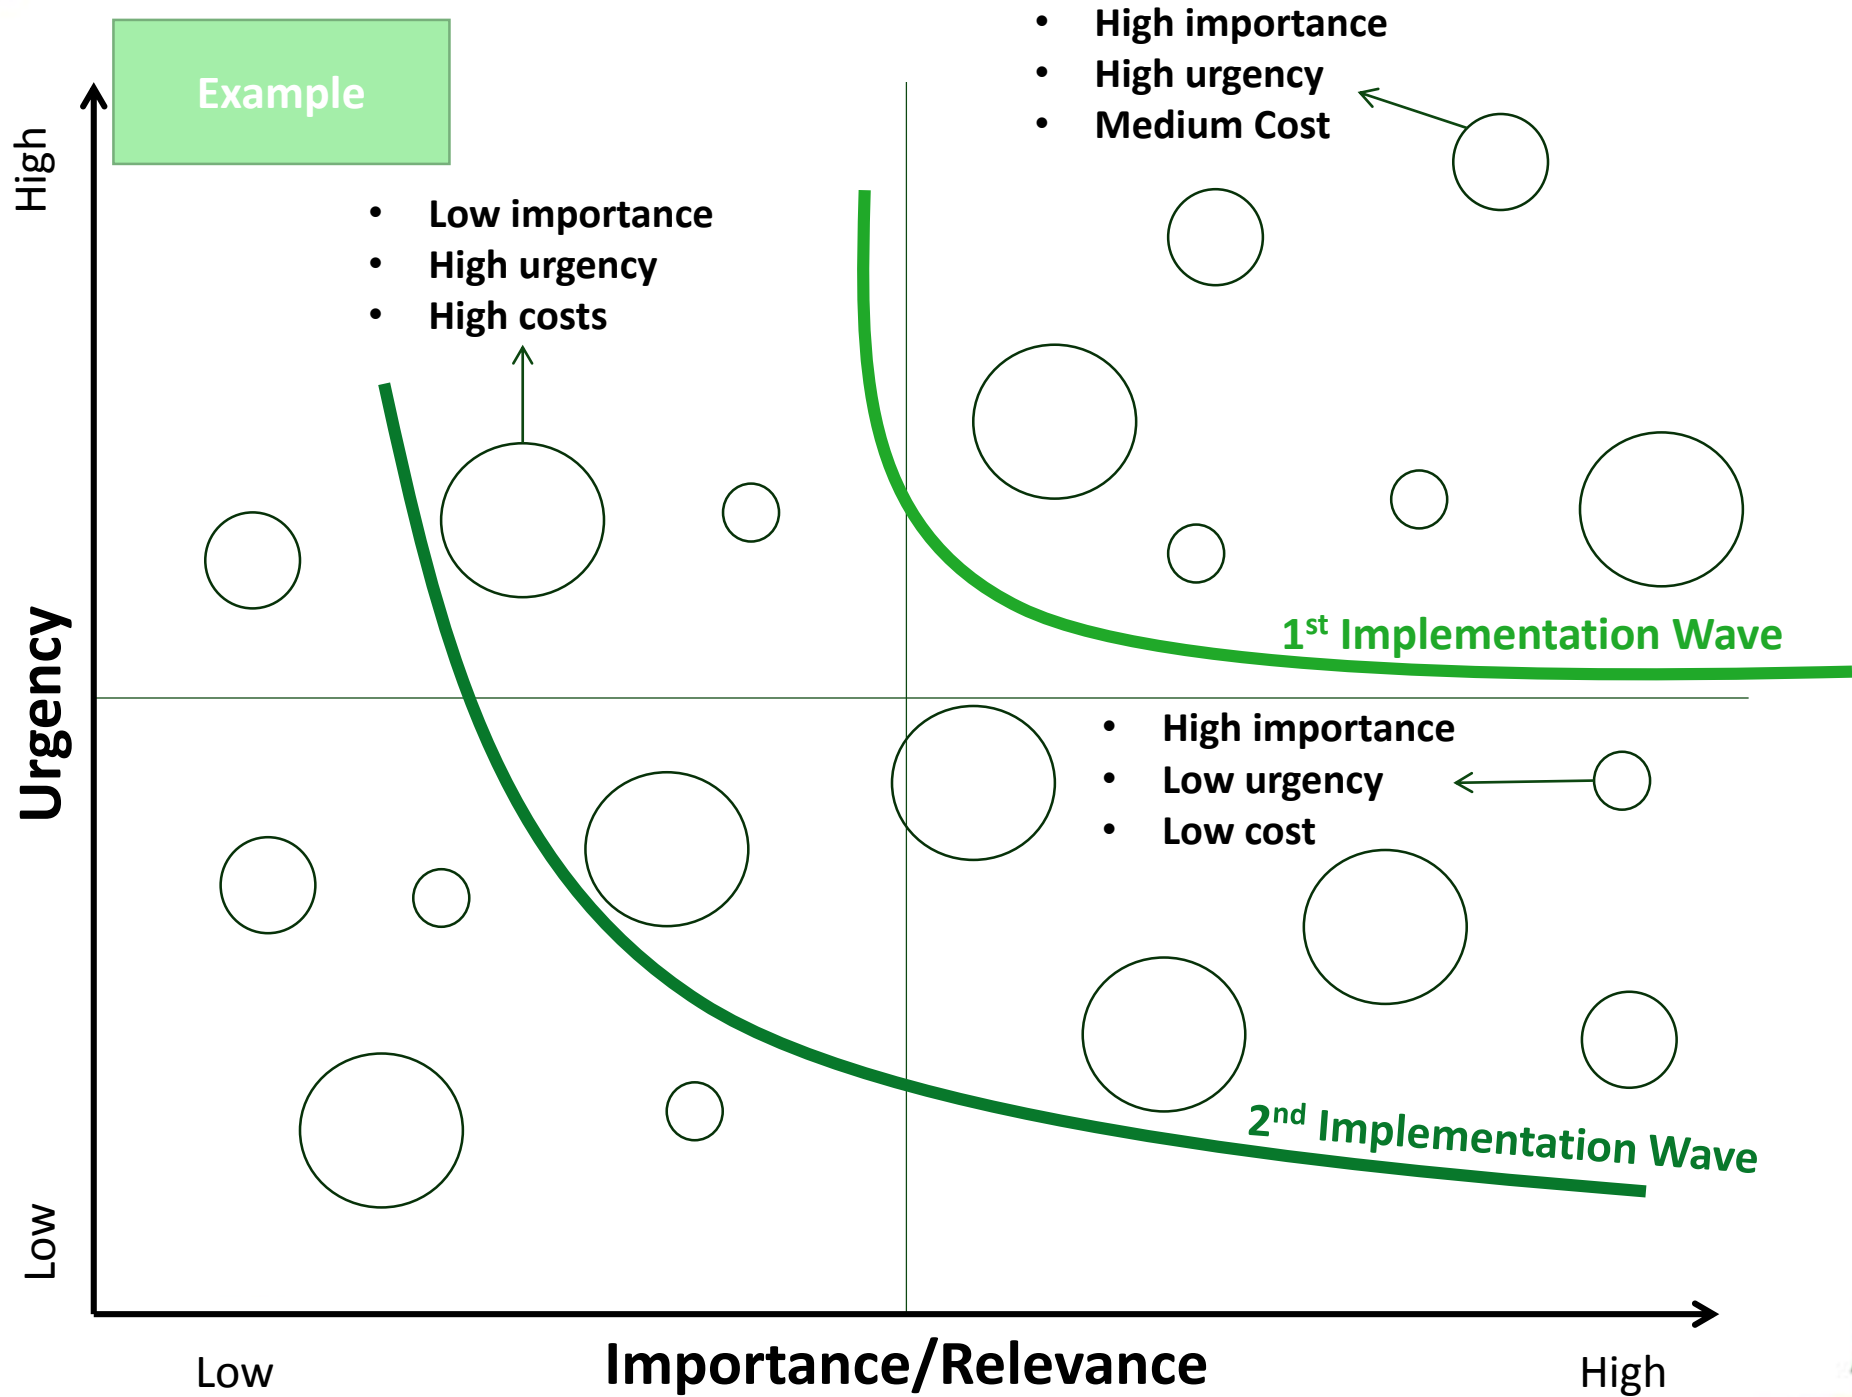 Example
• High importance
• High urgency
• Medium Cost
• Low importance
• High urgency
• High costs
High
Urgency
Low
1st Implementation Wave
• High importance
• Low urgency
• Low cost
2nd Implementation Wave
Low
Importance/Relevance
High